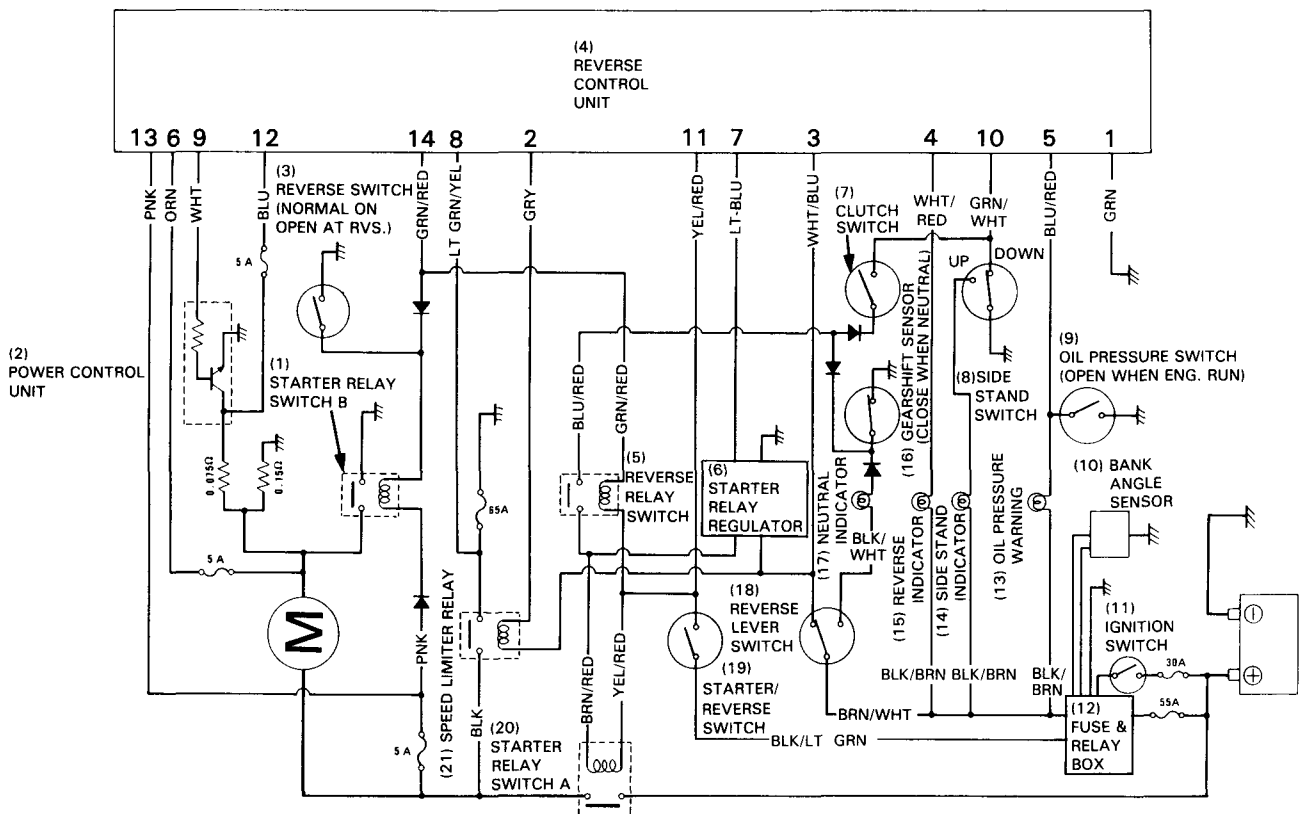 (4)
REVERSE
CONTROL
UNIT
13 6 9 12 14 8 2 11 7 3 4 10 5 1
PNK
ORN
WHT
BLU
GRN/RED
LT GRN/YEL
GRY
YEL/RED
LT-BLU
WHT/BLU
WHT/
RED
GRN/
WHT
BLU/RED
GRN
(3)
REVERSE SWITCH
(NORMAL ON
OPEN AT RVS.)
5 A
(7)
CLUTCH
SWITCH
UP
DOWN
(2)
POWER CONTROL
UNIT
(1)
STARTER RELAY
SWITCH B
0.075Ω
0.15Ω
65A
BLU/RED
GRN/RED
(5)
REVERSE
RELAY
SWITCH
(6)
STARTER
RELAY
REGULATOR
(16) GEARSHIFT SENSOR
(CLOSE WHEN NEUTRAL)
(8)SIDE
STAND
SWITCH
(9)
OIL PRESSURE SWITCH
(OPEN WHEN ENG. RUN)
(10) BANK
ANGLE
SENSOR
(17) NEUTRAL
INDICATOR
BLK/
WHT
(15) REVERSE
INDICATOR
(14) SIDE STAND
INDICATOR
(13) OIL PRESSURE
WARNING
5 A
M
PNK
5 A
(21) SPEED LIMITER RELAY
BLK
(20)
STARTER
RELAY
SWITCH A
BRN/RED
YEL/RED
(18)
REVERSE
LEVER
SWITCH
(19)
STARTER/
REVERSE
SWITCH
BLK/BRN
BLK/BRN
BLK/
BRN
BRN/WHT
BLK/LT GRN
(11)
IGNITION
SWITCH
30A
55A
(12)
FUSE &
RELAY
BOX
−
+